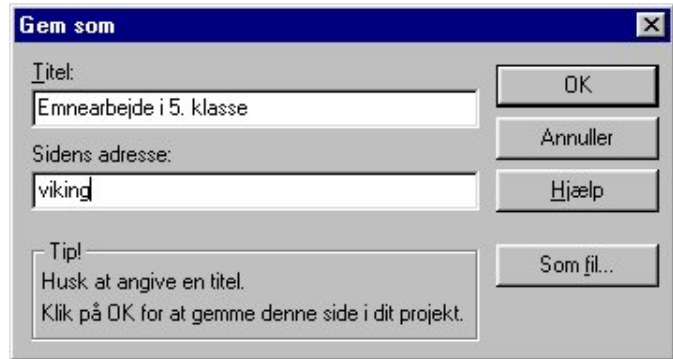 Gem som
Titel:
Emnearbejde i 5. klasse
Sidens adresse:
viking
OK
Annuller
Hjælp
Tip!
Husk at angive en titel.
Klik på OK for at gemme denne side i dit projekt.
Som fil...